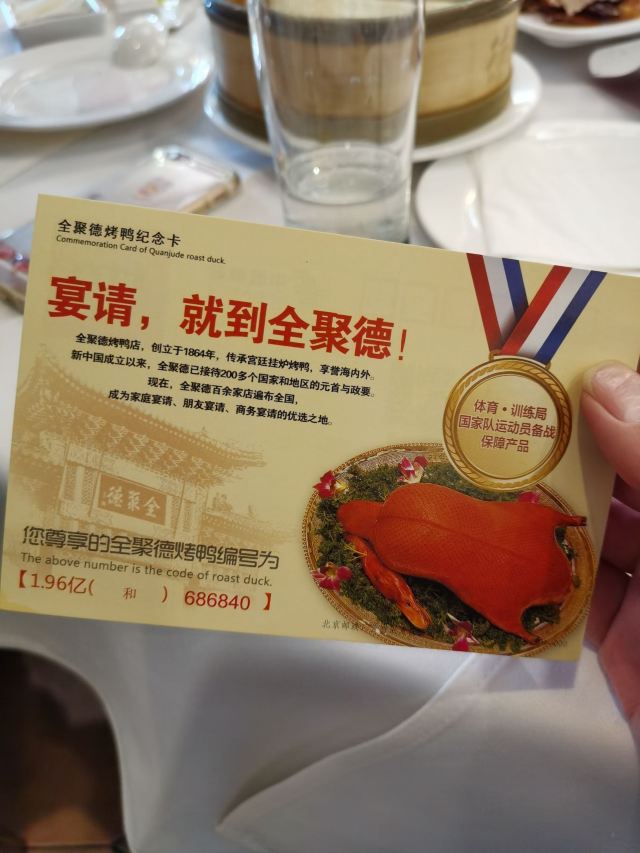 全聚德烤鸭纪念卡
Commemoration Card of Quanjude roast duck.
宴请，就到全聚德！
全聚德烤鸭店，创立于1864年，传承宫廷挂炉烤鸭，享誉海内外。
新中国成立以来，全聚德已接待200多个国家和地区的元首与政要。
现在，全聚德百余家店遍布全国，
成为家庭宴请、朋友宴请、商务宴请的优选之地。
体育·训练局
国家队运动员备战
保障产品
德聚全
您尊享的全聚德烤鸭编号为
The above number is the code of roast duck.
【1.96亿( 和 ) 686840 】
北京邮